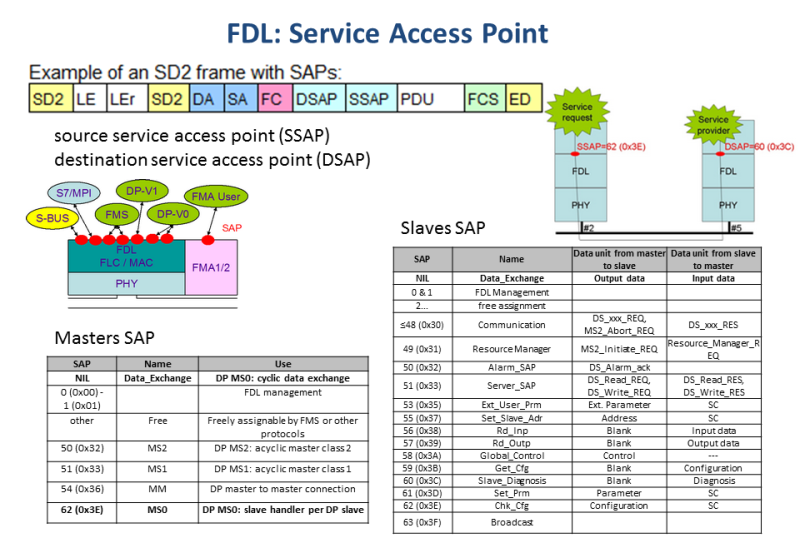 FDL: Service Access Point
Example of an SD2 frame with SAPs:
SD2 LE LEr SD2 DA SA FC DSAP SSAP PDU FCS ED
source service access point (SSAP)
destination service access point (DSAP)
Service
request
SSAP=62 (0x3E)
FDL
PHY
#2
Service
provider
DSAP=60 (0x3C)
FDL
PHY
#5
S7/MPI
DP-V1
FMA User
S-BUS
FMS
DP-V0
SAP
FDL
FLC / MAC
PHY
FMA1/2
Masters SAP
SAP Name Use
NIL Data_Exchange DP MS0: cyclic data exchange
0 (0x00) -
1 (0x01)
FDL management
other Free Freely assignable by FMS or other
protocols
50 (0x32) MS2 DP MS2: acyclic master class 2
51 (0x33) MS1 DP MS1: acyclic master class 1
54 (0x36) MM DP master to master connection
62 (0x3E) MS0 DP MS0: slave handler per DP slave
Slaves SAP
SAP Name Data unit from master
to slave Data unit from slave
to master
NIL Data_Exchange Output data Input data
0 & 1 FDL Management
2... free assignment
≤48 (0x30) Communication DS_xxx_REQ,
MS2_Abort_REQ DS_xxx_RES
49 (0x31) Resource Manager MS2_Initiate_REQ Resource_Manager_R
EQ
50 (0x32) Alarm_SAP DS_Alarm_ack
51 (0x33) Server_SAP DS_Read_REQ,
DS_Write_REQ DS_Read_RES,
DS_Write_RES
53 (0x35) Ext_User_Prm Ext. Parameter SC
55 (0x37) Set_Slave_Adr Address SC
56 (0x38) Rd_Inp Blank Input data
57 (0x39) Rd_Outp Blank Output data
58 (0x3A) Global_Control Control ---
59 (0x3B) Get_Cfg Blank Configuration
60 (0x3C) Slave_Diagnosis Blank Diagnosis
61 (0x3D) Set_Prm Parameter SC
62 (0x3E) Chk_Cfg Configuration SC
63 (0x3F) Broadcast